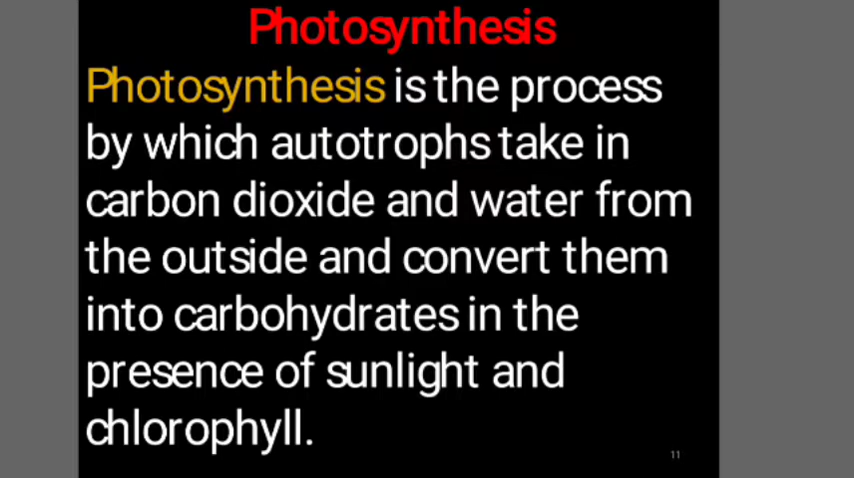 Photosynthesis
Photosynthesis is the process
by which autotrophs take in
carbon dioxide and water from
the outside and convert them
into carbohydrates in the
presence of sunlight and
chlorophyll.
11